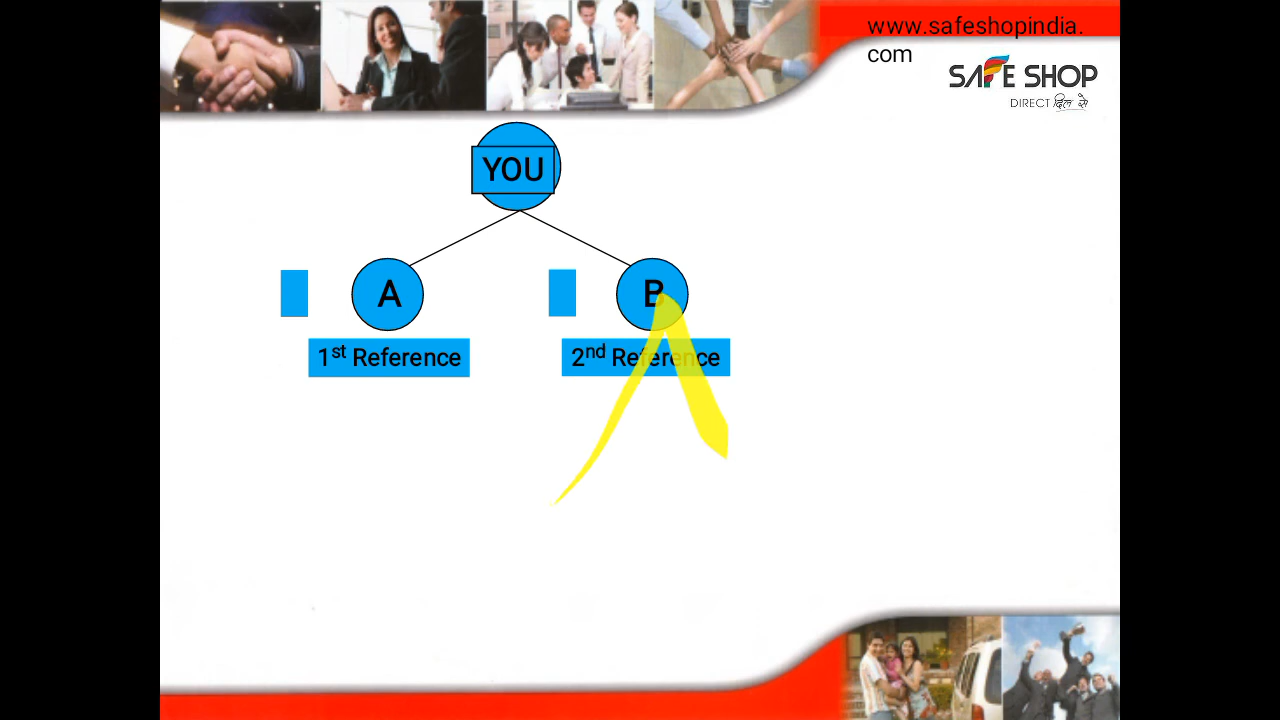 www.safeshopindia.
com
SAFE SHOP
DIRECT दिल से
YOU
A
B
1st Reference
2nd Reference